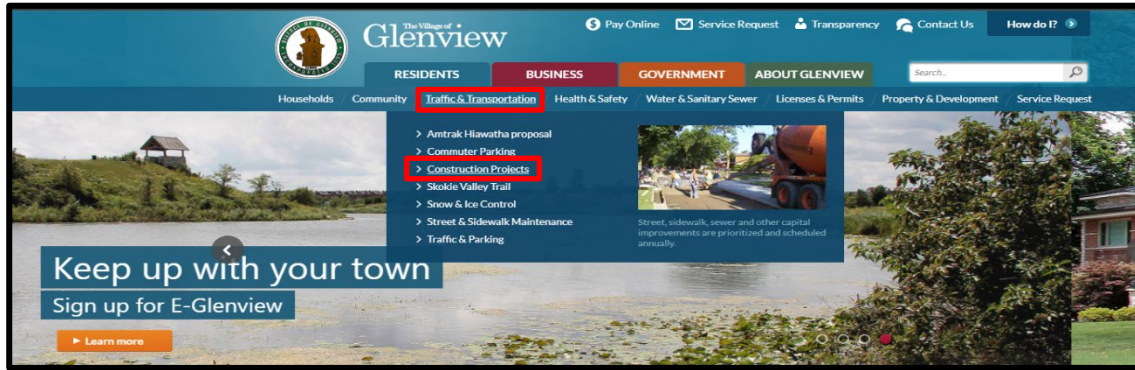 The Village of
Glenview
Pay Online Service Request Transparency Contact Us How do I?
RESIDENTS BUSINESS GOVERNMENT ABOUT GLENVIEW Search...
Households Community Traffic & Transportation Health & Safety Water & Sanitary Sewer Licenses & Permits Property & Development Service Request
> Amtrak Hiawatha proposal
> Commuter Parking
> Construction Projects
> Skokie Valley Trail
> Snow & Ice Control
> Street & Sidewalk Maintenance
> Traffic & Parking
Street, sidewalk, sewer and other capital
improvements are prioritized and scheduled
annually.
Keep up with your town
Sign up for E-Glenview
Learn more